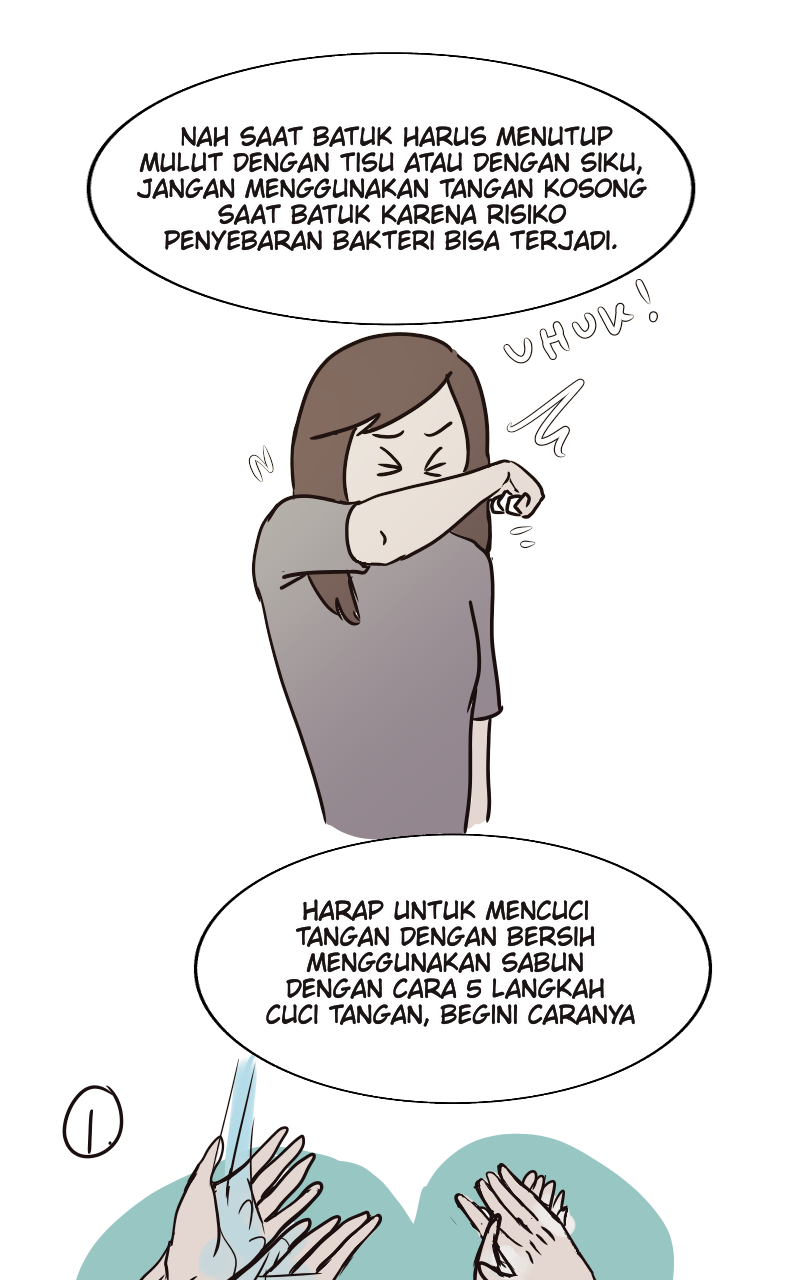 NAH SAAT BATUK HARUS MENUTUP
MULUT DENGAN TISU ATAU DENGAN SIKU,
JANGAN MENGGUNAKAN TANGAN KOSONG
SAAT BATUK KARENA RISIKO
PENYEBARAN BAKTERI BISA TERJADI.
UHUK!
HARAP UNTUK MENCUCI
TANGAN DENGAN BERSIH
MENGGUNAKAN SABUN
DENGAN CARA 5 LANGKAH
CUCI TANGAN, BEGINI CARANYA
1.